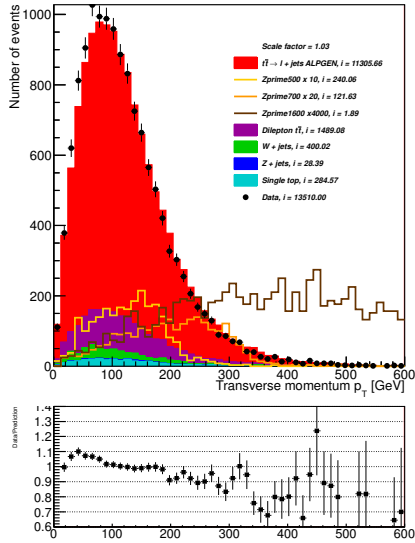 Number of events
1000
800
600
400
200
0
Scale factor = 1.03
tt̄ → l + jets ALPGEN, i = 11305.66
Zprime500 x 10, i = 240.06
Zprime700 x 20, i = 121.63
Zprime1600 x4000, i = 1.89
Dilepton tt̄, i = 1489.08
W + jets, i = 400.02
Z + jets, i = 28.39
Single top, i = 284.57
Data, i = 13510.00
0 100 200 300 400 500 600
Transverse momentum p_T [GeV]
Data/Prediction
1.4
1.3
1.2
1.1
1
0.9
0.8
0.7
0.6
0 100 200 300 400 500 600